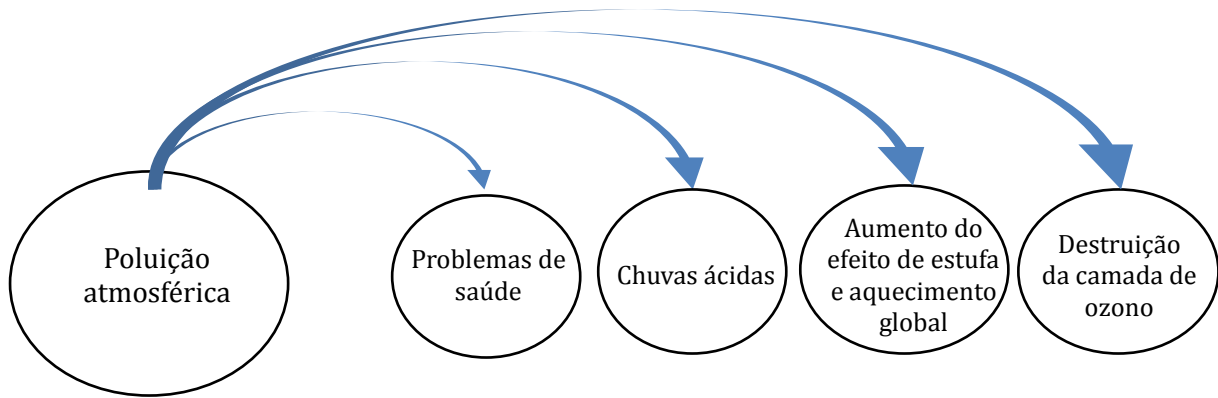 Poluição
atmosférica
Problemas de
saúde
Chuvas ácidas
Aumento do
efeito de estufa
e aquecimento
global
Destruição
da camada de
ozono